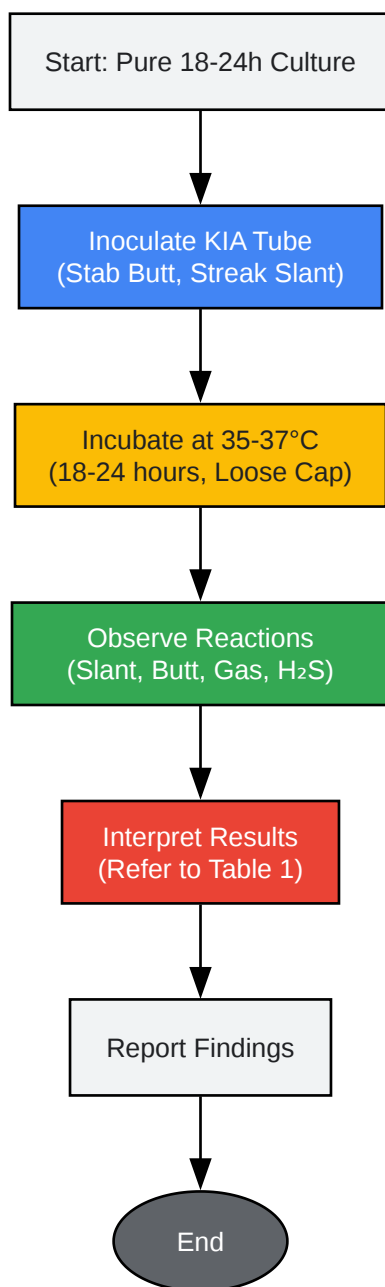 Start: Pure 18-24h Culture
Inoculate KIA Tube
(Stab Butt, Streak Slant)
Incubate at 35-37°C
(18-24 hours, Loose Cap)
Observe Reactions
(Slant, Butt, Gas, H₂S)
Interpret Results
(Refer to Table 1)
Report Findings
End